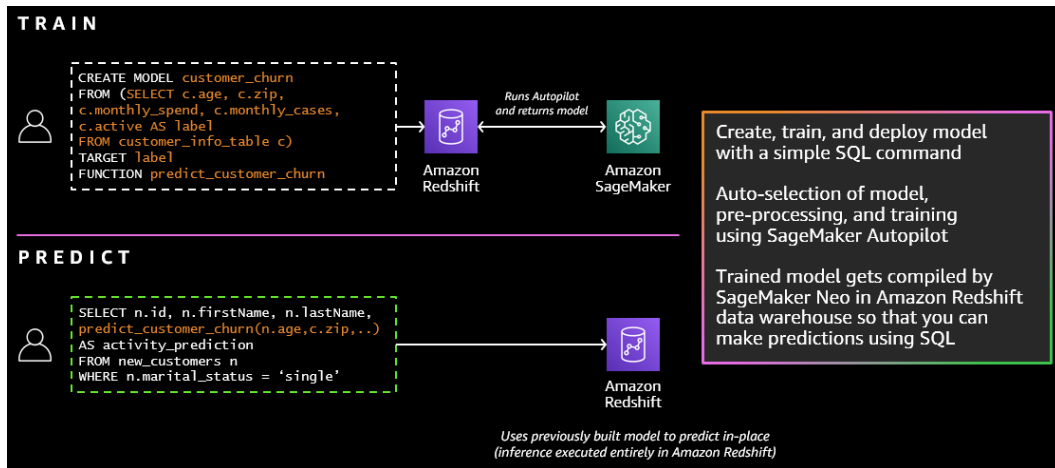 TRAIN
CREATE MODEL customer_churn
FROM (SELECT c.age, c.zip,
c.monthly_spend, c.monthly_cases,
c.active AS label
FROM customer_info_table c)
TARGET label
FUNCTION predict_customer_churn
Amazon
Redshift
Runs Autopilot
and returns model
Amazon
SageMaker
PREDICT
SELECT n.id, n.firstName, n.lastName,
predict_customer_churn(n.age,c.zip,..)
AS activity_prediction
FROM new_customers n
WHERE n.marital_status = ‘single’
Amazon
Redshift
Uses previously built model to predict in-place
(inference executed entirely in Amazon Redshift)
Create, train, and deploy model
with a simple SQL command
Auto-selection of model,
pre-processing, and training
using SageMaker Autopilot
Trained model gets compiled by
SageMaker Neo in Amazon Redshift
data warehouse so that you can
make predictions using SQL